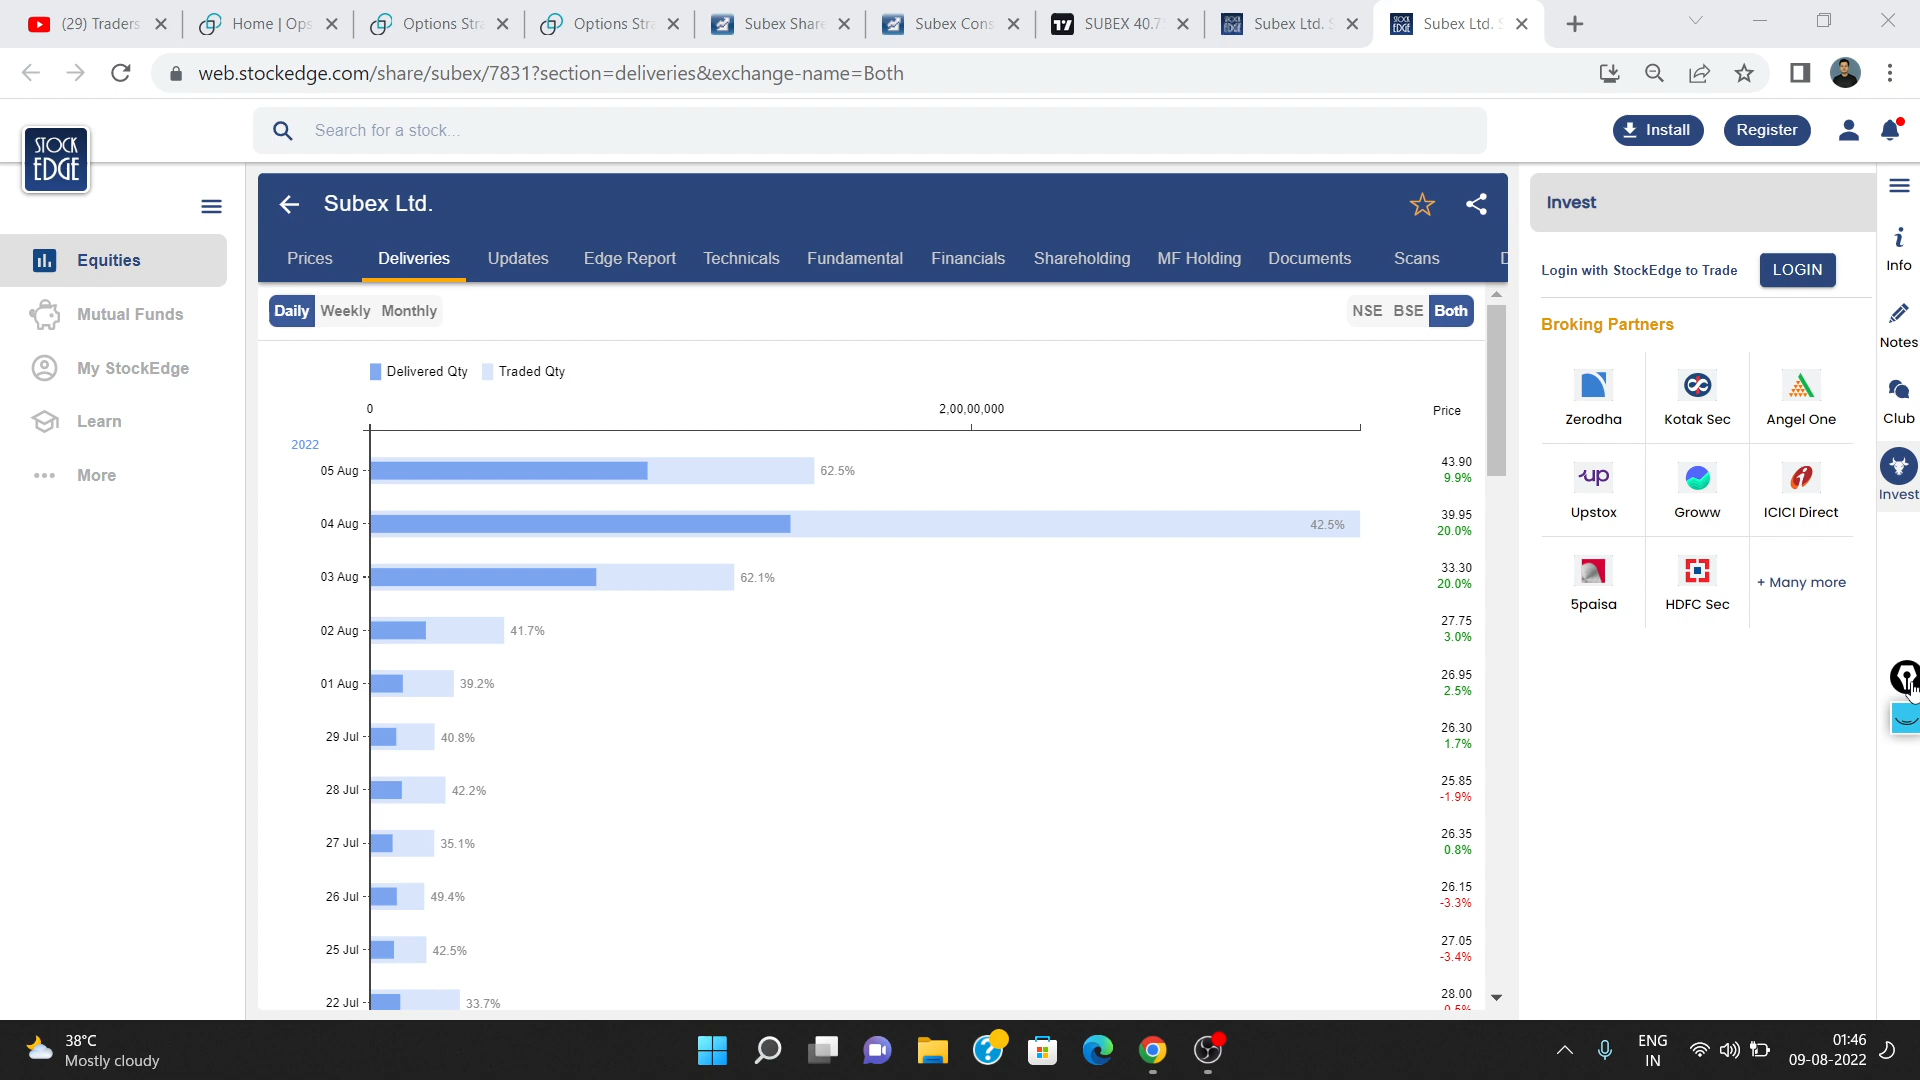 (29) Traders
Home | Ops
Options Str
Options Str
Subex Share
Subex Cons
SUBEX 40.7
Subex Ltd. S
Subex Ltd. S
web.stockedge.com/share/subex/7831?section=deliveries&exchange-name=Both
STOCK
EDGE
Search for a stock...
Install
Register
Equities
Mutual Funds
My StockEdge
Learn
More
Subex Ltd.
Prices Deliveries Updates Edge Report Technicals Fundamental Financials Shareholding MF Holding Documents Scans
Daily Weekly Monthly
NSE BSE Both
Delivered Qty Traded Qty
0 2,00,00,000 Price
2022
05 Aug 62.5% 43.90
9.9%
04 Aug 42.5% 39.95
20.0%
03 Aug 62.1% 33.30
20.0%
02 Aug 41.7% 27.75
3.0%
01 Aug 39.2% 26.95
2.5%
29 Jul 40.8% 26.30
1.7%
28 Jul 42.2% 25.85
-1.9%
27 Jul 35.1% 26.35
0.8%
26 Jul 49.4% 26.15
-3.3%
25 Jul 42.5% 27.05
-3.4%
22 Jul 33.7% 28.00
Invest
Login with StockEdge to Trade LOGIN
Broking Partners
Zerodha Kotak Sec Angel One
up
Upstox Groww ICICI Direct
5paisa HDFC Sec + Many more
Info
Notes
Club
Invest
38°C
Mostly cloudy
ENG
IN
01:46
09-08-2022